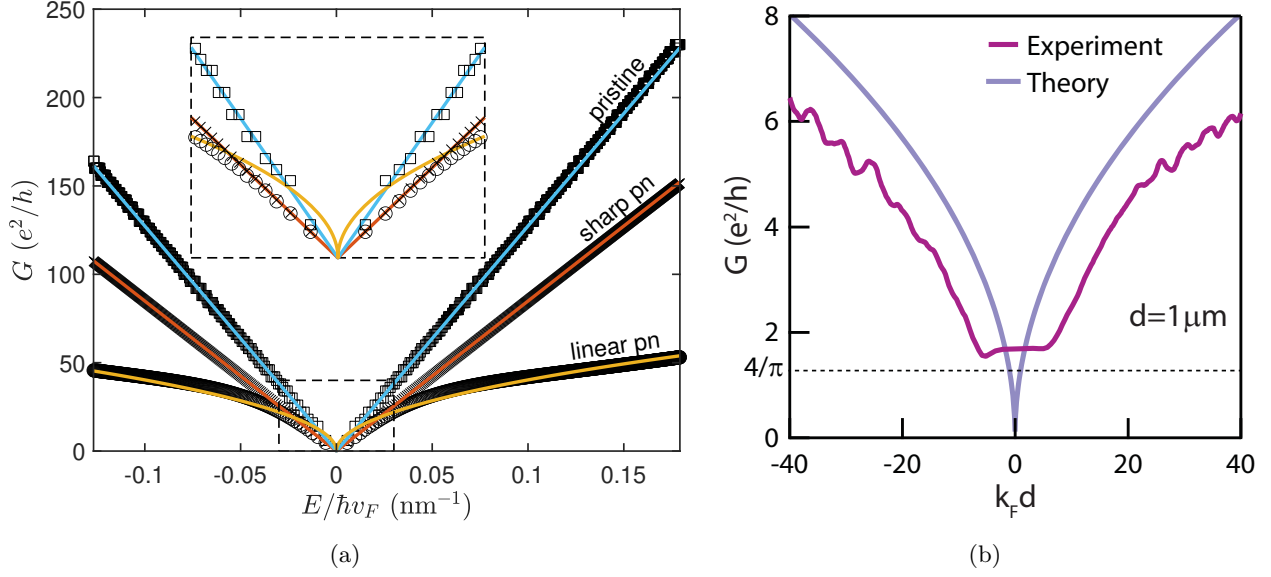 250
200
150
100
50
0
G (e²/h)
pristine
sharp pn
linear pn
-0.1
-0.05
0
0.05
0.1
0.15
E/ħv_F (nm⁻¹)
(a)
8
6
4
2
4/π
0
G (e²/h)
Experiment
Theory
d=1μm
-40
-20
0
20
40
k_F d
(b)